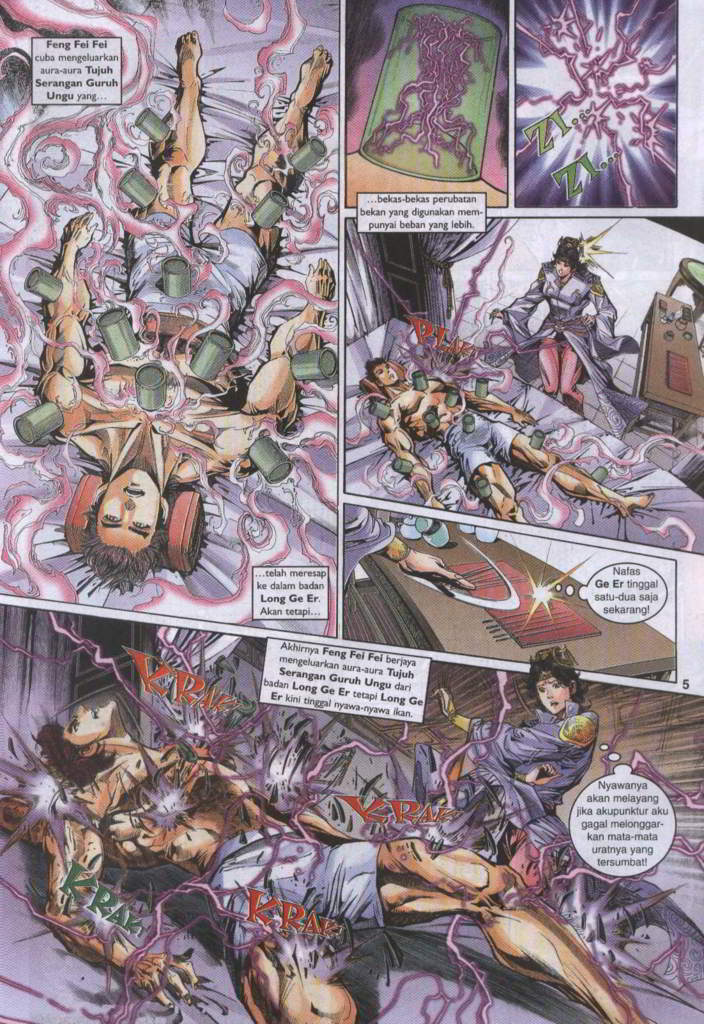 Feng Fei Fei
cuba mengeluarkan
aura-aura Tujuh
Serangan Guruh
Ungu yang...
ZI...
ZI...
...bekas-bekas perubatan
bekan yang digunakan mem-
punyai beban yang lebih.
...telah meresap
ke dalam badan
Long Ge Er.
Akan tetapi...
Nafas
Ge Er tinggal
satu-dua saja
sekarang!
5
Akhirnya Feng Fei Fei berjaya
mengeluarkan aura-aura Tujuh
Serangan Guruh Ungu dari
badan Long Ge Er tetapi Long Ge
Er kini tinggal nyawa-nyawa ikan.
KRAK
Nyawanya
akan melayang
jika akupunktur aku
gagal melonggar-
kan mata-mata
uratnya yang
tersumbat!
KRAK
KRAK
KRAK